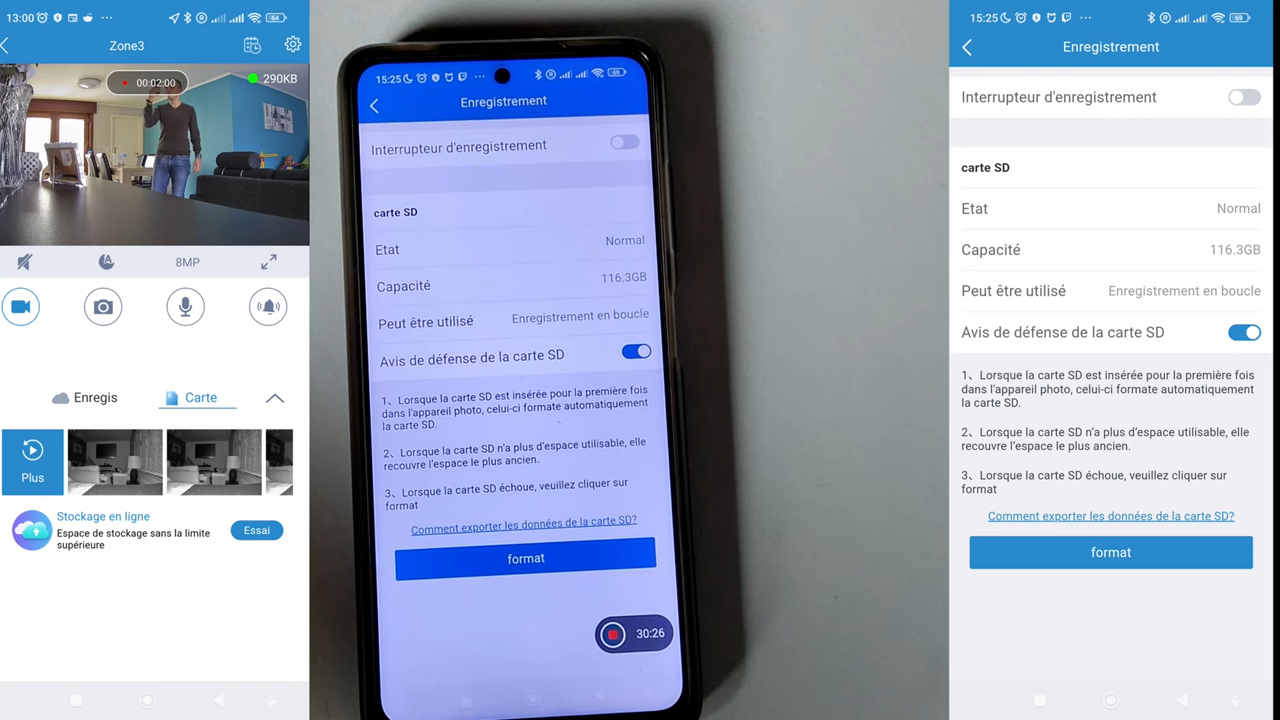 13:00
64
Zone3
00:02:00
290KB
8MP
Enregis
Carte
Plus
Stockage en ligne
Espace de stockage sans la limite
supérieure
Essai
15:25
69
Enregistrement
Interrupteur d'enregistrement
carte SD
Etat
Normal
Capacité
116.3GB
Peut être utilisé
Enregistrement en boucle
Avis de défense de la carte SD
1、Lorsque la carte SD est insérée pour la première fois
dans l'appareil photo, celui-ci formate automatiquement
la carte SD.
2、Lorsque la carte SD n'a plus d'espace utilisable, elle
recouvre l'espace le plus ancien.
3、Lorsque la carte SD échoue, veuillez cliquer sur
format
Comment exporter les données de la carte SD?
format
30:26
15:25
69
Enregistrement
Interrupteur d'enregistrement
carte SD
Etat
Normal
Capacité
116.3GB
Peut être utilisé
Enregistrement en boucle
Avis de défense de la carte SD
1、Lorsque la carte SD est insérée pour la première fois
dans l'appareil photo, celui-ci formate automatiquement
la carte SD.
2、Lorsque la carte SD n'a plus d'espace utilisable, elle
recouvre l'espace le plus ancien.
3、Lorsque la carte SD échoue, veuillez cliquer sur
format
Comment exporter les données de la carte SD?
format